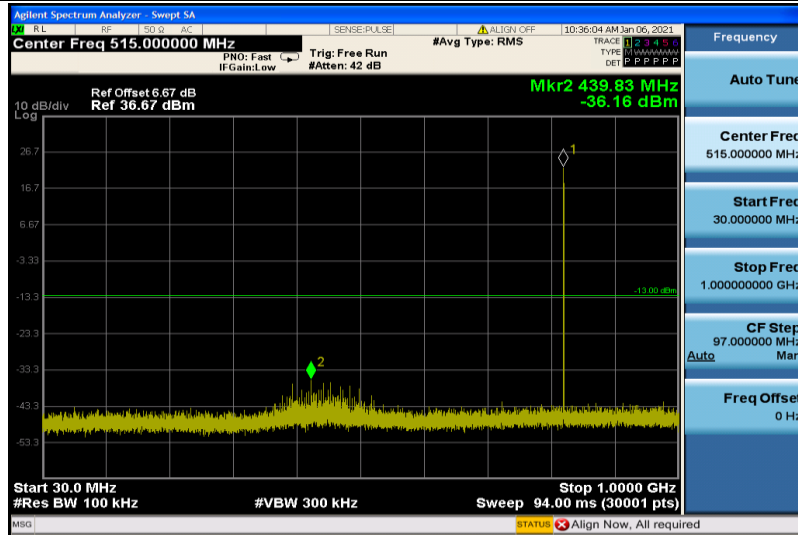 Agilent Spectrum Analyzer - Swept SA
LXI RL RF 50 Ω AC SENSE:PULSE ALIGN OFF 10:36:04 AM Jan 06, 2021
Center Freq 515.000000 MHz
PNO: Fast
IFGain:Low
Trig: Free Run
#Atten: 42 dB
#Avg Type: RMS
TRACE 1 2 3 4 5 6
TYPE M WWWWW
DET P P P P P P
Frequency
Auto Tune
Center Freq
515.000000 MHz
Start Freq
30.000000 MHz
Stop Freq
1.000000000 GHz
CF Step
97.000000 MHz
Auto Man
Freq Offset
0 Hz
Ref Offset 6.67 dB
10 dB/div Ref 36.67 dBm
Log
Mkr2 439.83 MHz
-36.16 dBm
26.7
16.7
6.67
-3.33
-13.3
-23.3
-33.3
-43.3
-53.3
1
-13.00 dBm
2
Start 30.0 MHz Stop 1.0000 GHz
#Res BW 100 kHz #VBW 300 kHz Sweep 94.00 ms (30001 pts)
MSG STATUS Align Now, All required